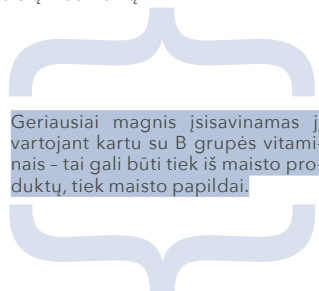 Geriausiai magnis įsisavinamas jį
vartojant kartu su B grupės vitami-
nais – tai gali būti tiek iš maisto pro-
duktų, tiek maisto papildai.